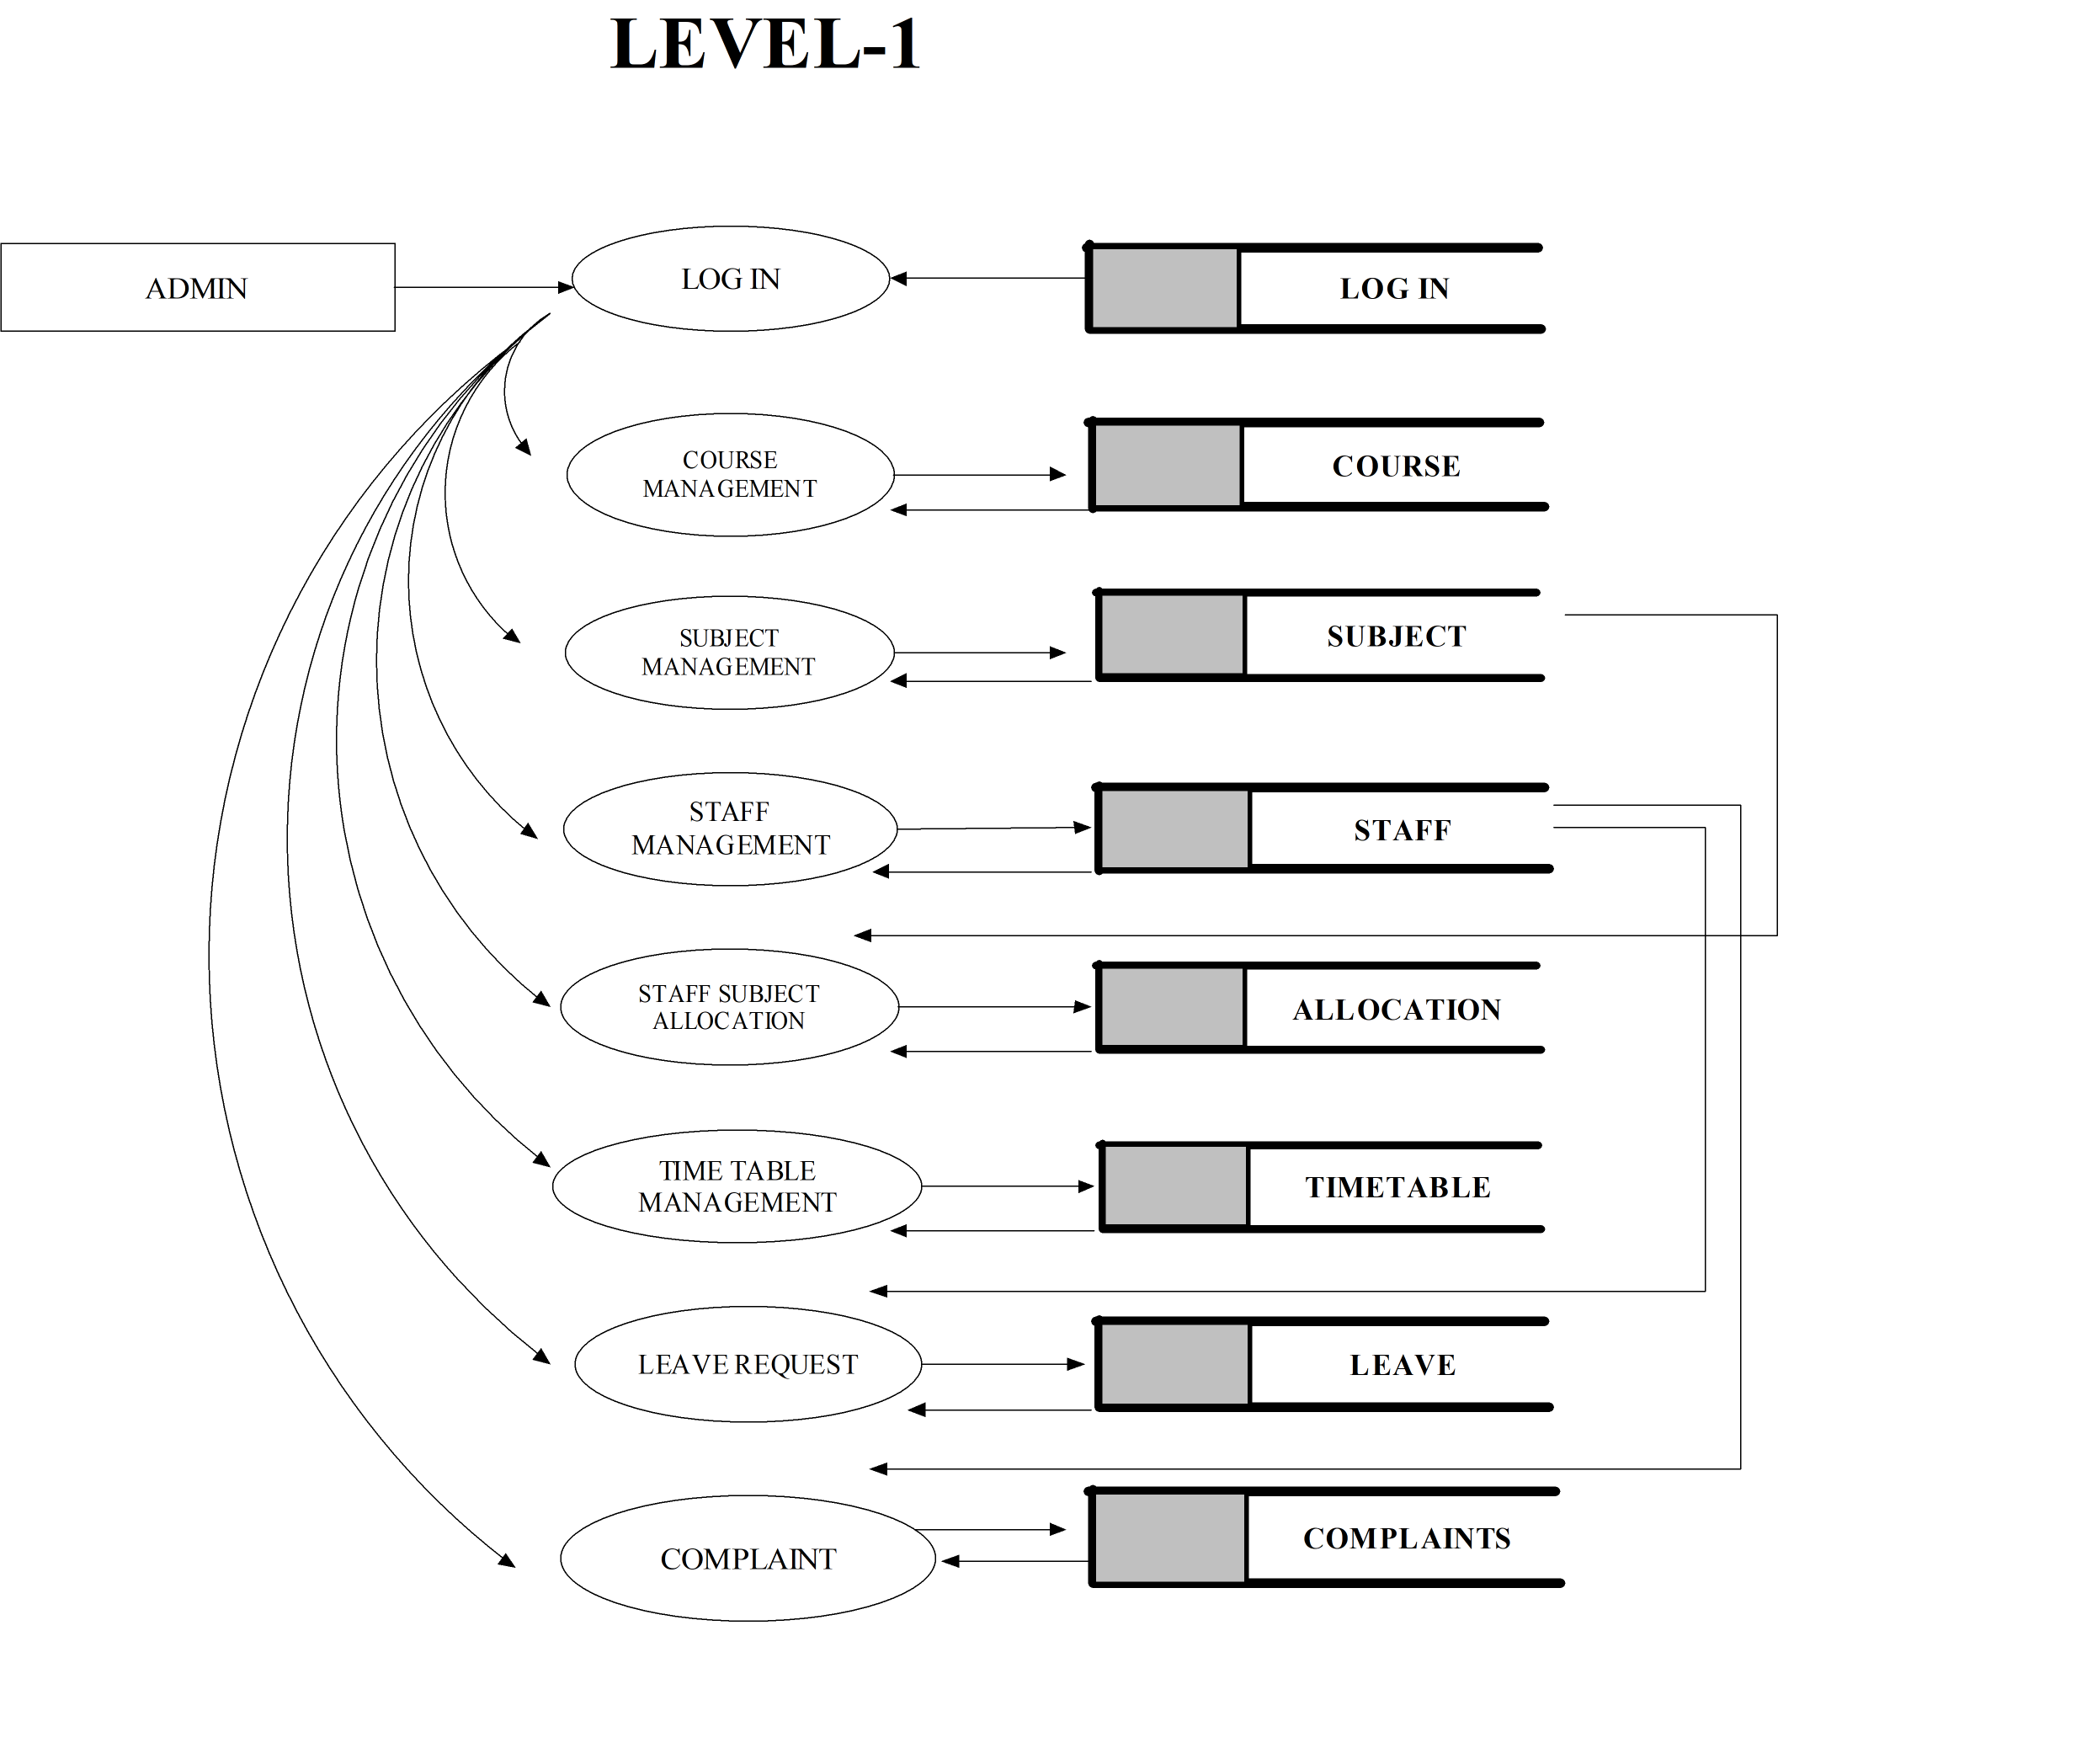 LEVEL-1
ADMIN
LOG IN
LOG IN
COURSE
MANAGEMENT
COURSE
SUBJECT
MANAGEMENT
SUBJECT
STAFF
MANAGEMENT
STAFF
STAFF SUBJECT
ALLOCATION
ALLOCATION
TIME TABLE
MANAGEMENT
TIMETABLE
LEAVE REQUEST
LEAVE
COMPLAINT
COMPLAINTS